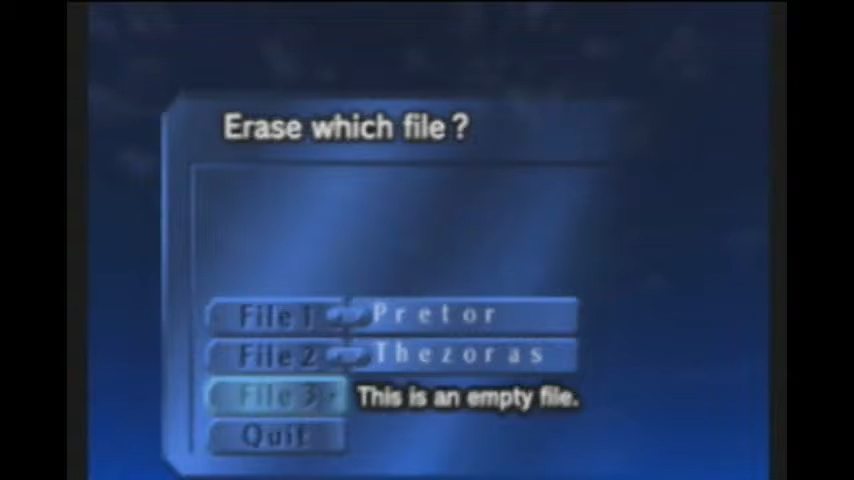 Erase which file?
File 1 Pretor
File 2 Thezoras
File 3 This is an empty file.
Quit